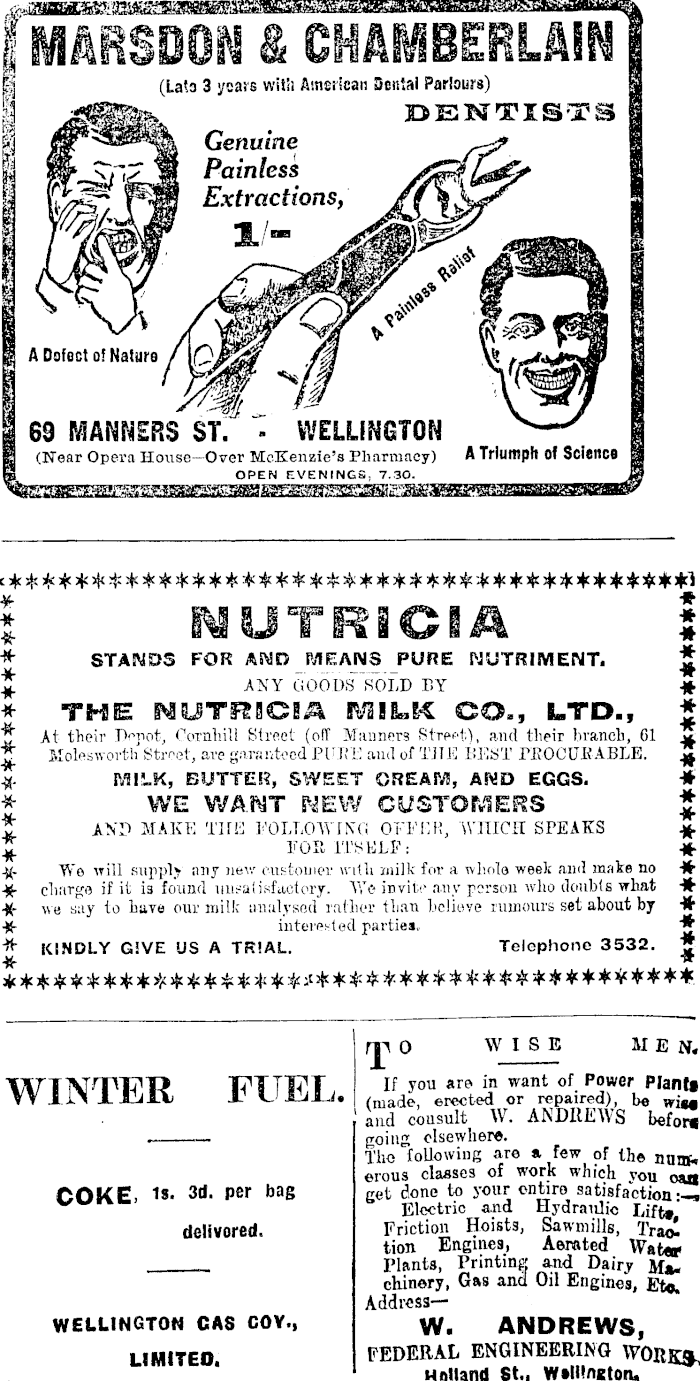 MARSDON & CHAMBERLAIN
(Late 3 years with American Dental Parlours)
DENTISTS
Genuine
Painless
Extractions,
1/-
A Painless Relief
A Defect of Nature
69 MANNERS ST. - WELLINGTON
(Near Opera House—Over McKenzie's Pharmacy)
OPEN EVENINGS, 7.30.
A Triumph of Science
NUTRICIA
STANDS FOR AND MEANS PURE NUTRIMENT.
ANY GOODS SOLD BY
THE NUTRICIA MILK CO., LTD.,
At their Depot, Cornhill Street (off Manners Street), and their branch, 61
Molesworth Street, are garanteed PURE and of THE BEST PROCURABLE.
MILK, BUTTER, SWEET CREAM, AND EGGS.
WE WANT NEW CUSTOMERS
AND MAKE THE FOLLOWING OFFER, WHICH SPEAKS
FOR ITSELF:
We will supply any new customer with milk for a whole week and make no
charge if it is found unsatisfactory. We invite any person who doubts what
we say to have our milk analysed rather than believe rumours set about by
interested parties.
KINDLY GIVE US A TRIAL. Telephone 3532.
WINTER FUEL.
COKE, 1s. 3d. per bag
delivered.
WELLINGTON GAS COY.,
LIMITED.
TO WISE MEN.
If you are in want of Power Plants
(made, erected or repaired), be wise
and consult W. ANDREWS before
going elsewhere.
The following are a few of the num-
erous classes of work which you can
get done to your entire satisfaction:—
Electric and Hydraulic Lifts,
Friction Hoists, Sawmills, Trac-
tion Engines, Aerated Water
Plants, Printing and Dairy Ma-
chinery, Gas and Oil Engines, Etc.
Address—
W. ANDREWS,
FEDERAL ENGINEERING WORKS,
Holland St., Wellington.